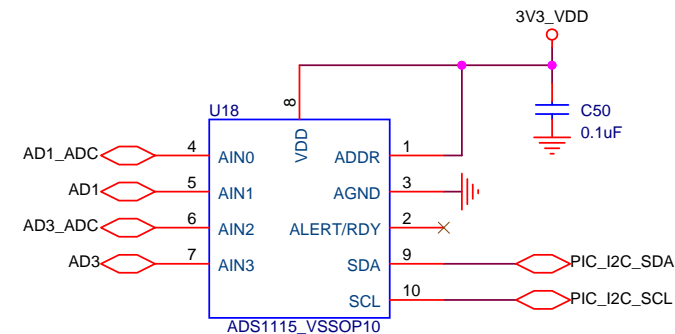 3V3_VDD
U18
8
VDD
C50
0.1uF
AD1_ADC 4 AIN0 ADDR 1
AD1 5 AIN1 AGND 3
AD3_ADC 6 AIN2 ALERT/RDY 2
AD3 7 AIN3 SDA 9 PIC_I2C_SDA
SCL 10 PIC_I2C_SCL
ADS1115_VSSOP10